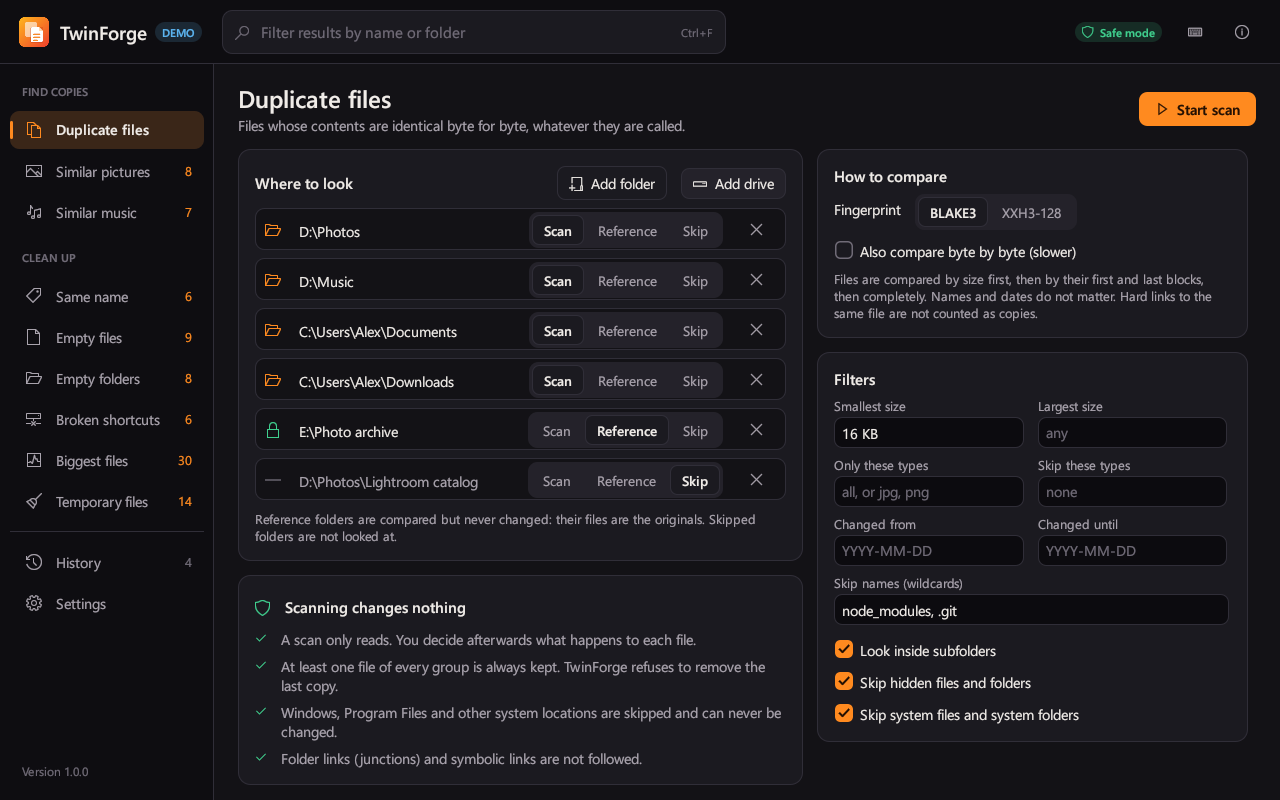 TwinForge DEMO
Filter results by name or folder Ctrl+F
Safe mode
FIND COPIES
Duplicate files
Similar pictures 8
Similar music 7
CLEAN UP
Same name 6
Empty files 9
Empty folders 8
Broken shortcuts 6
Biggest files 30
Temporary files 14
History 4
Settings
Version 1.0.0
Duplicate files
Files whose contents are identical byte for byte, whatever they are called.
Start scan
Where to look
Add folder
Add drive
D:\Photos Scan Reference Skip
D:\Music Scan Reference Skip
C:\Users\Alex\Documents Scan Reference Skip
C:\Users\Alex\Downloads Scan Reference Skip
E:\Photo archive Scan Reference Skip
D:\Photos\Lightroom catalog Scan Reference Skip
Reference folders are compared but never changed: their files are the originals. Skipped
folders are not looked at.
Scanning changes nothing
A scan only reads. You decide afterwards what happens to each file.
At least one file of every group is always kept. TwinForge refuses to remove the
last copy.
Windows, Program Files and other system locations are skipped and can never be
changed.
Folder links (junctions) and symbolic links are not followed.
How to compare
Fingerprint BLAKE3 XXH3-128
Also compare byte by byte (slower)
Files are compared by size first, then by their first and last blocks,
then completely. Names and dates do not matter. Hard links to the
same file are not counted as copies.
Filters
Smallest size Largest size
16 KB any
Only these types Skip these types
all, or jpg, png none
Changed from Changed until
YYYY-MM-DD YYYY-MM-DD
Skip names (wildcards)
node_modules, .git
Look inside subfolders
Skip hidden files and folders
Skip system files and system folders